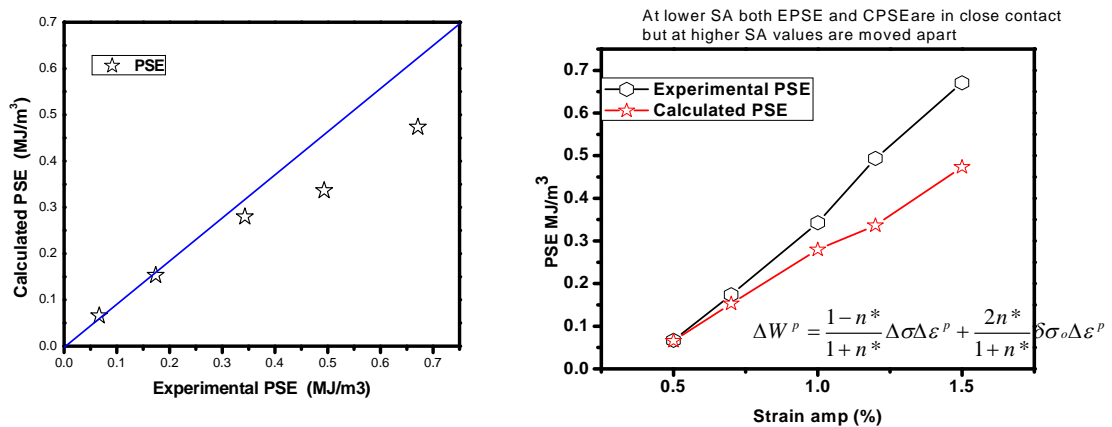 0.7
0.6
0.5
0.4
0.3
0.2
0.1
0.0
0.0 0.1 0.2 0.3 0.4 0.5 0.6 0.7
Calculated PSE (MJ/m³)
PSE
Experimental PSE (MJ/m3)
At lower SA both EPSE and CPSEare in close contact
but at higher SA values are moved apart
0.7
0.6
0.5
0.4
0.3
0.2
0.1
0.0
0.5 1.0 1.5
PSE MJ/m³
Experimental PSE
Calculated PSE
ΔW^p = (1−n*)/(1+n*) ΔσΔε^p + (2n*)/(1+n*) δσ₀Δε^p
Strain amp (%)